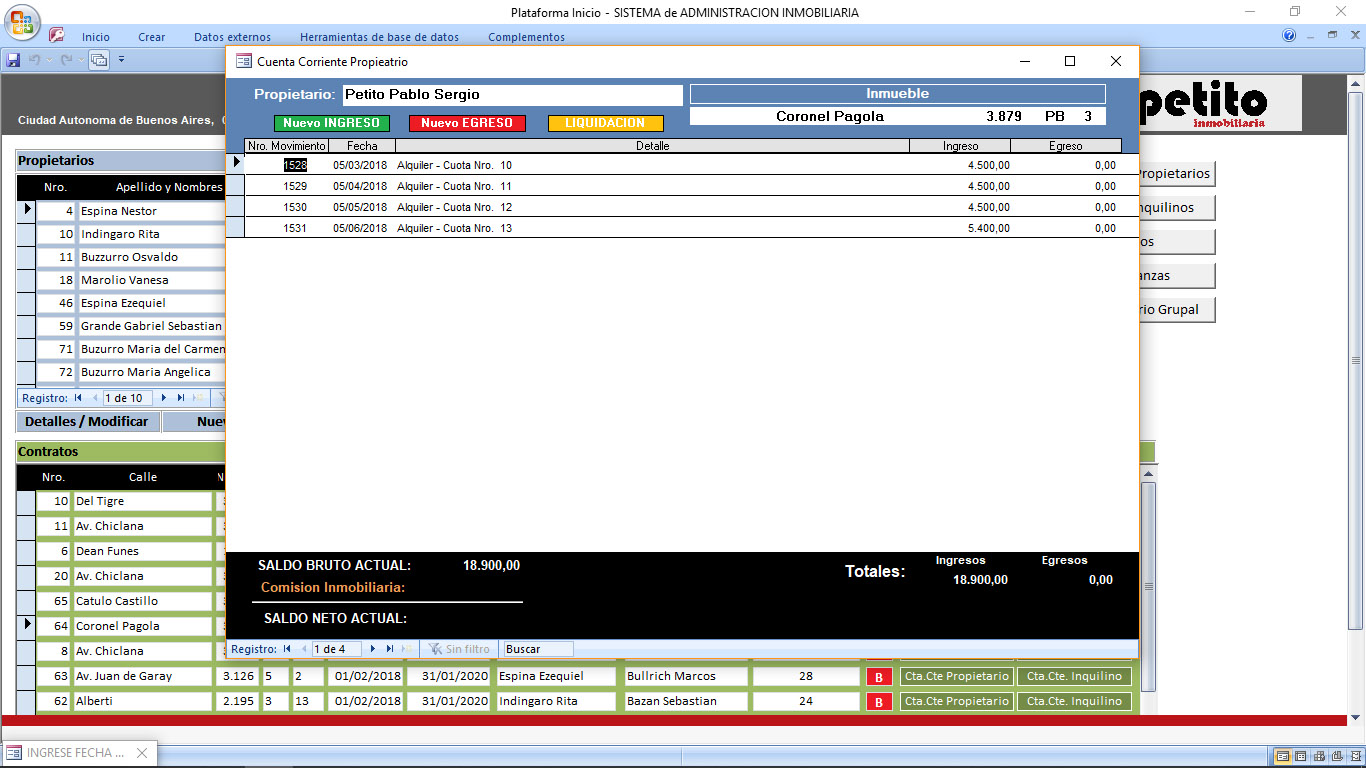 Plataforma Inicio - SISTEMA de ADMINISTRACION INMOBILIARIA
Inicio Crear Datos externos Herramientas de base de datos Complementos
Cuenta Corriente Propieatrio
Propietario: Petito Pablo Sergio Inmueble
Coronel Pagola 3.879 PB 3
Nuevo INGRESO Nuevo EGRESO LIQUIDACION
Nro. Movimiento Fecha Detalle Ingreso Egreso
1528 05/03/2018 Alquiler - Cuota Nro. 10 4.500,00 0,00
1529 05/04/2018 Alquiler - Cuota Nro. 11 4.500,00 0,00
1530 05/05/2018 Alquiler - Cuota Nro. 12 4.500,00 0,00
1531 05/06/2018 Alquiler - Cuota Nro. 13 5.400,00 0,00
SALDO BRUTO ACTUAL: 18.900,00
Comision Inmobiliaria:
SALDO NETO ACTUAL:
Totales:
Ingresos Egresos
18.900,00 0,00
Registro: 1 de 4 Sin filtro Buscar
Ciudad Autonoma de Buenos Aires,
petito
inmobiliaria
Propietarios
Nro. Apellido y Nombres
4 Espina Nestor
10 Indingaro Rita
11 Buzzurro Osvaldo
18 Marolio Vanesa
46 Espina Ezequiel
59 Grande Gabriel Sebastian
71 Buzurro Maria del Carmen
72 Buzurro Maria Angelica
Registro: 1 de 10
Detalles / Modificar
Propietarios
Grupal
Contratos
Nro. Calle
10 Del Tigre
11 Av. Chiclana
6 Dean Funes
20 Av. Chiclana
65 Catulo Castillo
64 Coronel Pagola
8 Av. Chiclana
63 Av. Juan de Garay 3.126 5 2 01/02/2018 31/01/2020 Espina Ezequiel Bullrich Marcos 28 B Cta.Cte Propietario Cta.Cte. Inquilino
62 Alberti 2.195 3 13 01/02/2018 31/01/2020 Indingaro Rita Bazan Sebastian 24 B Cta.Cte Propietario Cta.Cte. Inquilino
INGRESE FECHA ...